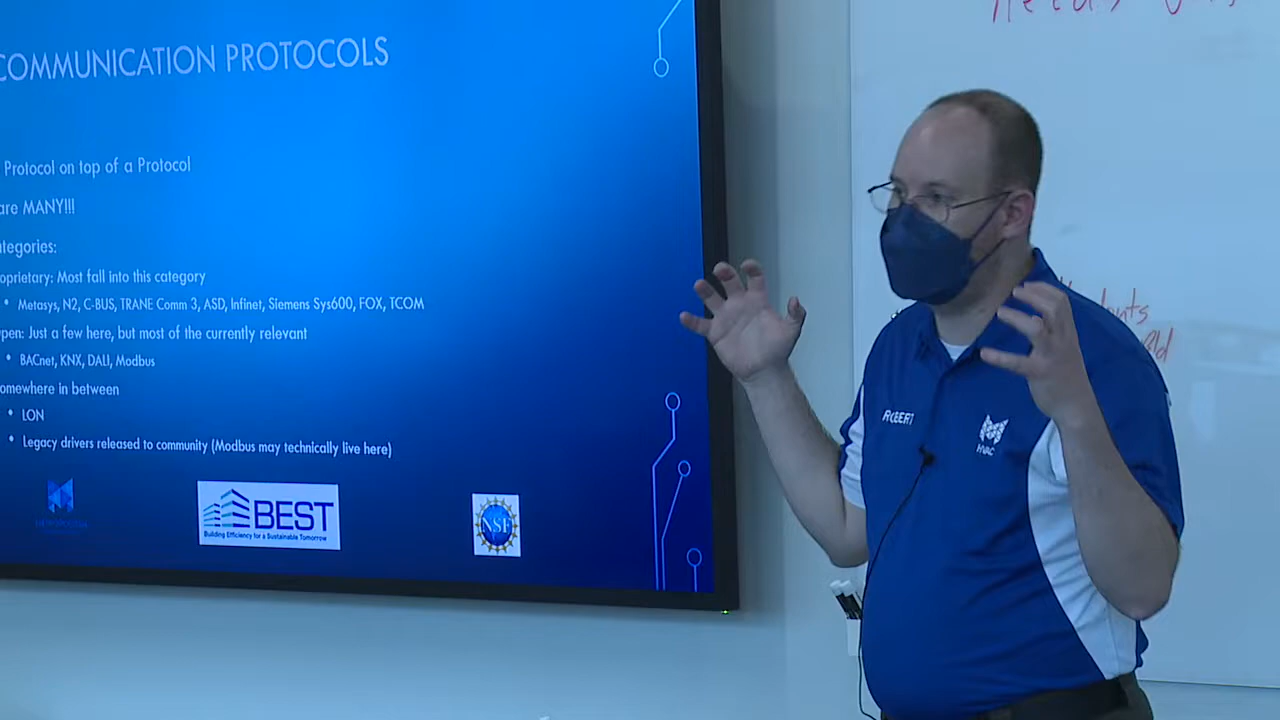 COMMUNICATION PROTOCOLS
Protocol on top of a Protocol
are MANY!!!
ategories:
oprietary: Most fall into this category
• Metasys, N2, C-BUS, TRANE Comm 3, ASD, Infinet, Siemens Sys600, FOX, TCOM
pen: Just a few here, but most of the currently relevant
• BACnet, KNX, DALI, Modbus
omewhere in between
• LON
• Legacy drivers released to community (Modbus may technically live here)
BEST
Building Efficiency for a Sustainable Tomorrow
NSF
Needs
ROBERT
HVAC